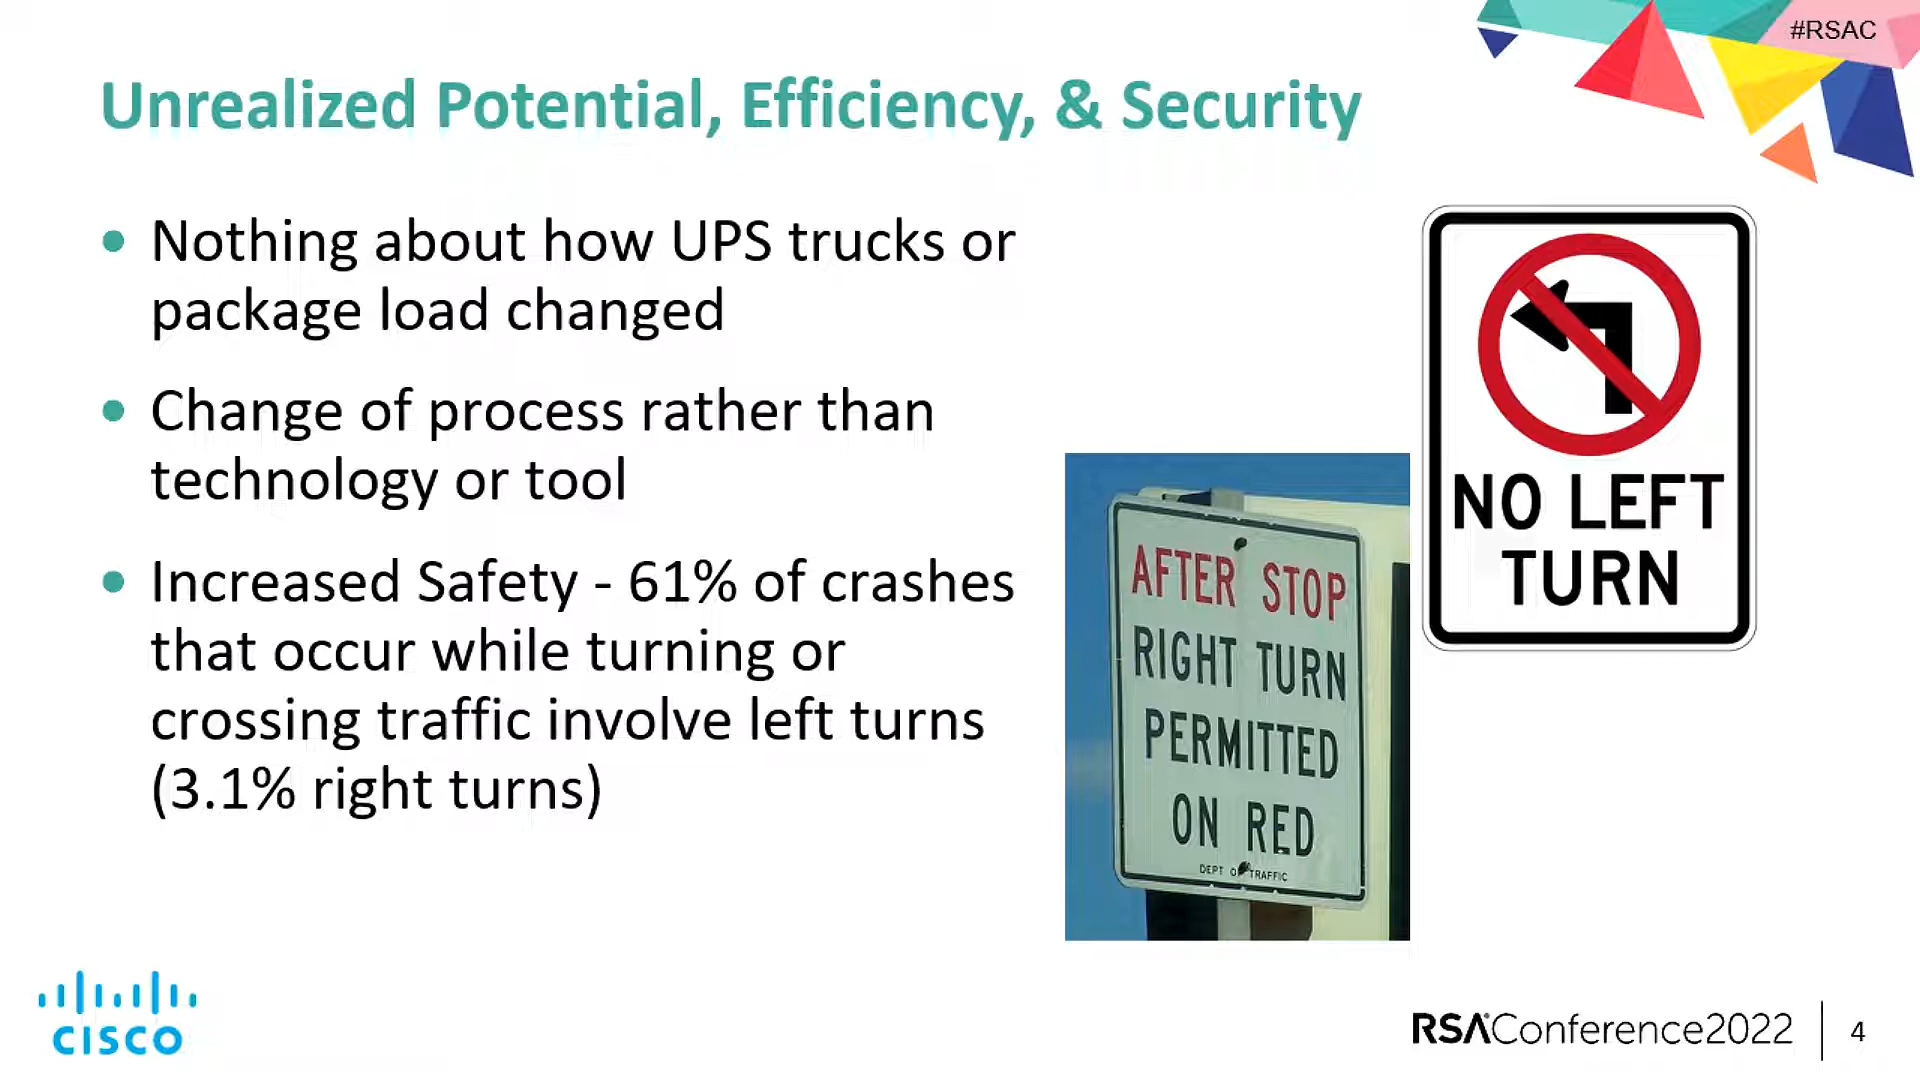 #RSAC
Unrealized Potential, Efficiency, & Security
• Nothing about how UPS trucks or
package load changed
• Change of process rather than
technology or tool
• Increased Safety - 61% of crashes
that occur while turning or
crossing traffic involve left turns
(3.1% right turns)
AFTER STOP
RIGHT TURN
PERMITTED
ON RED
DEPT OF TRAFFIC
NO LEFT
TURN
CISCO
RSAConference2022
4